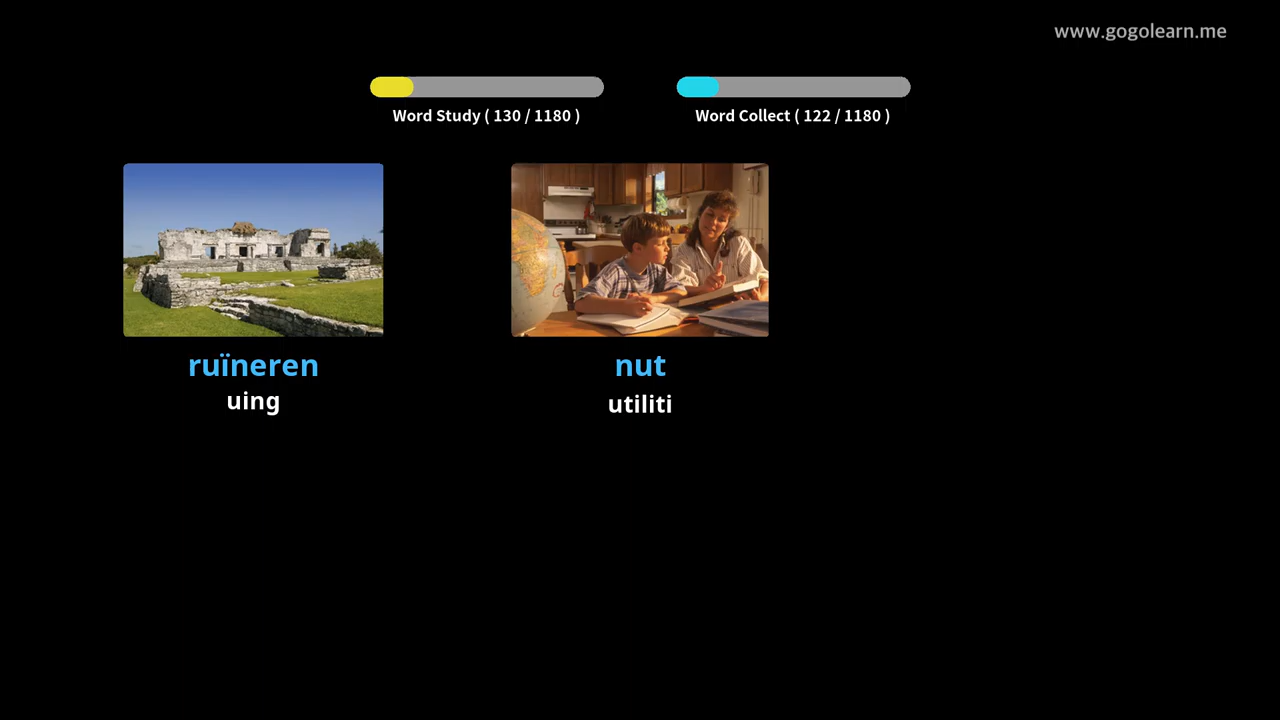 www.gogolearn.me
Word Study ( 130 / 1180 )
Word Collect ( 122 / 1180 )
ruïneren
uing
nut
utiliti